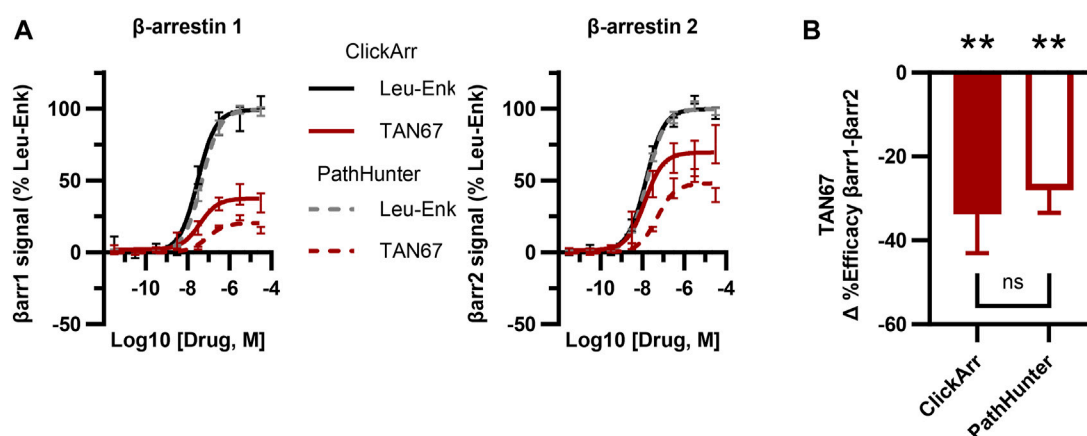 A
β-arrestin 1
βarr1 signal (% Leu-Enk)
100
50
0
-50
-10 -8 -6 -4
Log10 [Drug, M]
ClickArr
Leu-Enk
TAN67
PathHunter
Leu-Enk
TAN67
β-arrestin 2
βarr2 signal (% Leu-Enk)
100
50
0
-50
-10 -8 -6 -4
Log10 [Drug, M]
B
** **
TAN67
Δ %Efficacy βarr1-βarr2
0
-20
-40
-60
ns
ClickArr
PathHunter